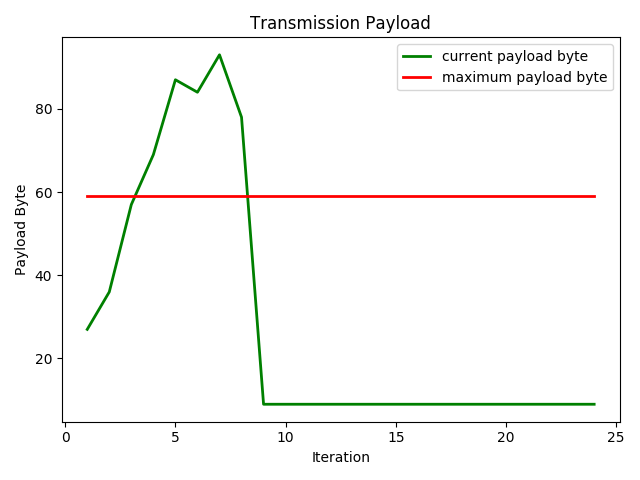 Transmission Payload
current payload byte
maximum payload byte
80
60
40
20
Payload Byte
0
5
10
15
20
25
Iteration